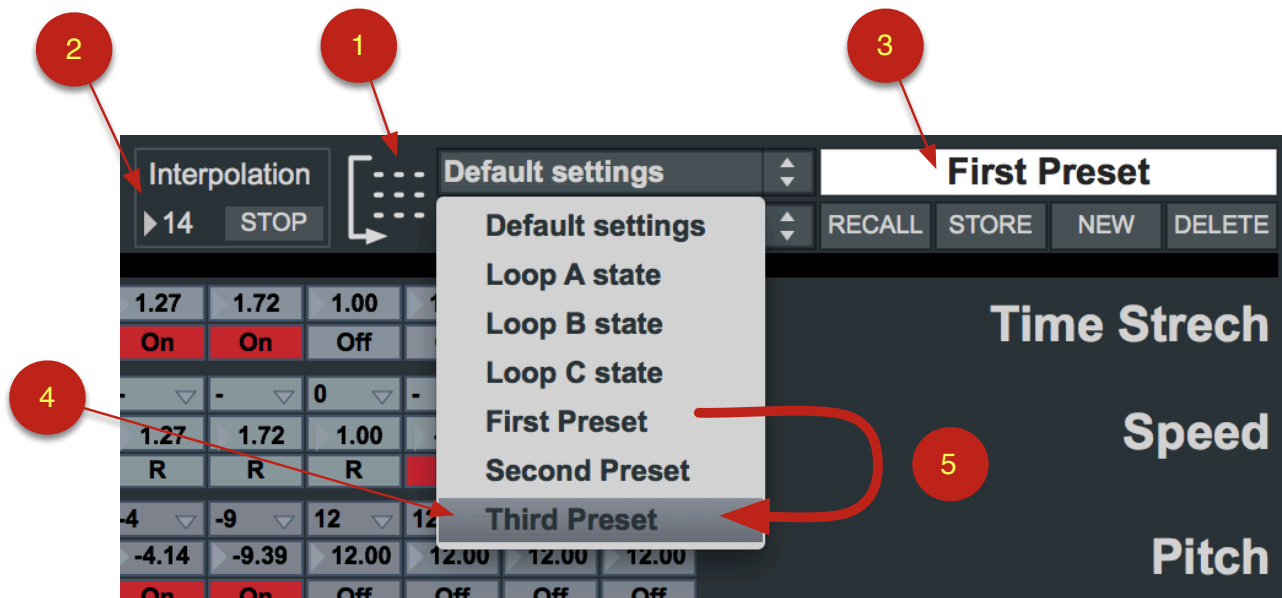 2
1
3
Interpolation
14 STOP
Default settings
First Preset
RECALL STORE NEW DELETE
Default settings
Loop A state
Loop B state
Loop C state
First Preset
Second Preset
Third Preset
1.27 1.72 1.00
On On Off
Time Strech
- - 0 -
4
1.27 1.72 1.00
R R R
Speed
5
-4 -9 12 12
-4.14 -9.39 12.00 12.00 12.00 12.00
On On Off Off Off Off
Pitch